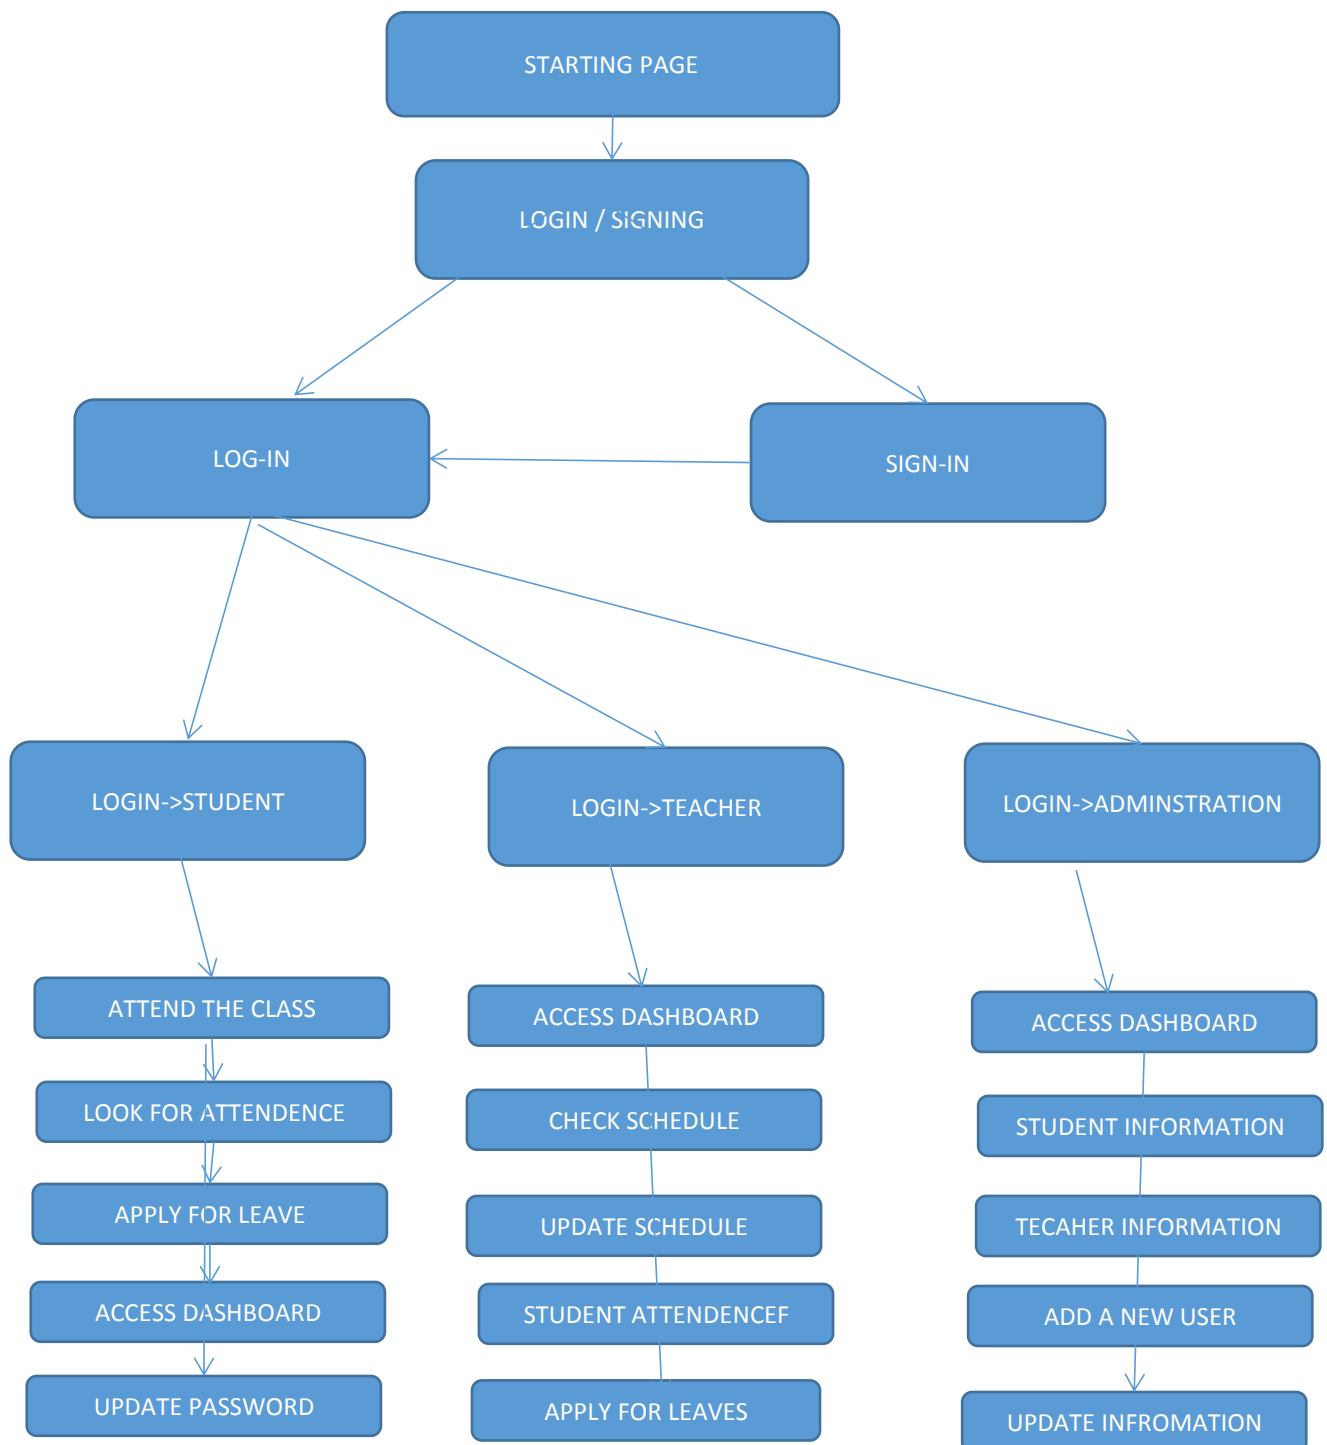 STARTING PAGE
LOGIN / SIGNING
LOG-IN
SIGN-IN
LOGIN->STUDENT
LOGIN->TEACHER
LOGIN->ADMINSTRATION
ATTEND THE CLASS
LOOK FOR ATTENDENCE
APPLY FOR LEAVE
ACCESS DASHBOARD
UPDATE PASSWORD
ACCESS DASHBOARD
CHECK SCHEDULE
UPDATE SCHEDULE
STUDENT ATTENDENCEF
APPLY FOR LEAVES
ACCESS DASHBOARD
STUDENT INFORMATION
TECAHER INFORMATION
ADD A NEW USER
UPDATE INFROMATION